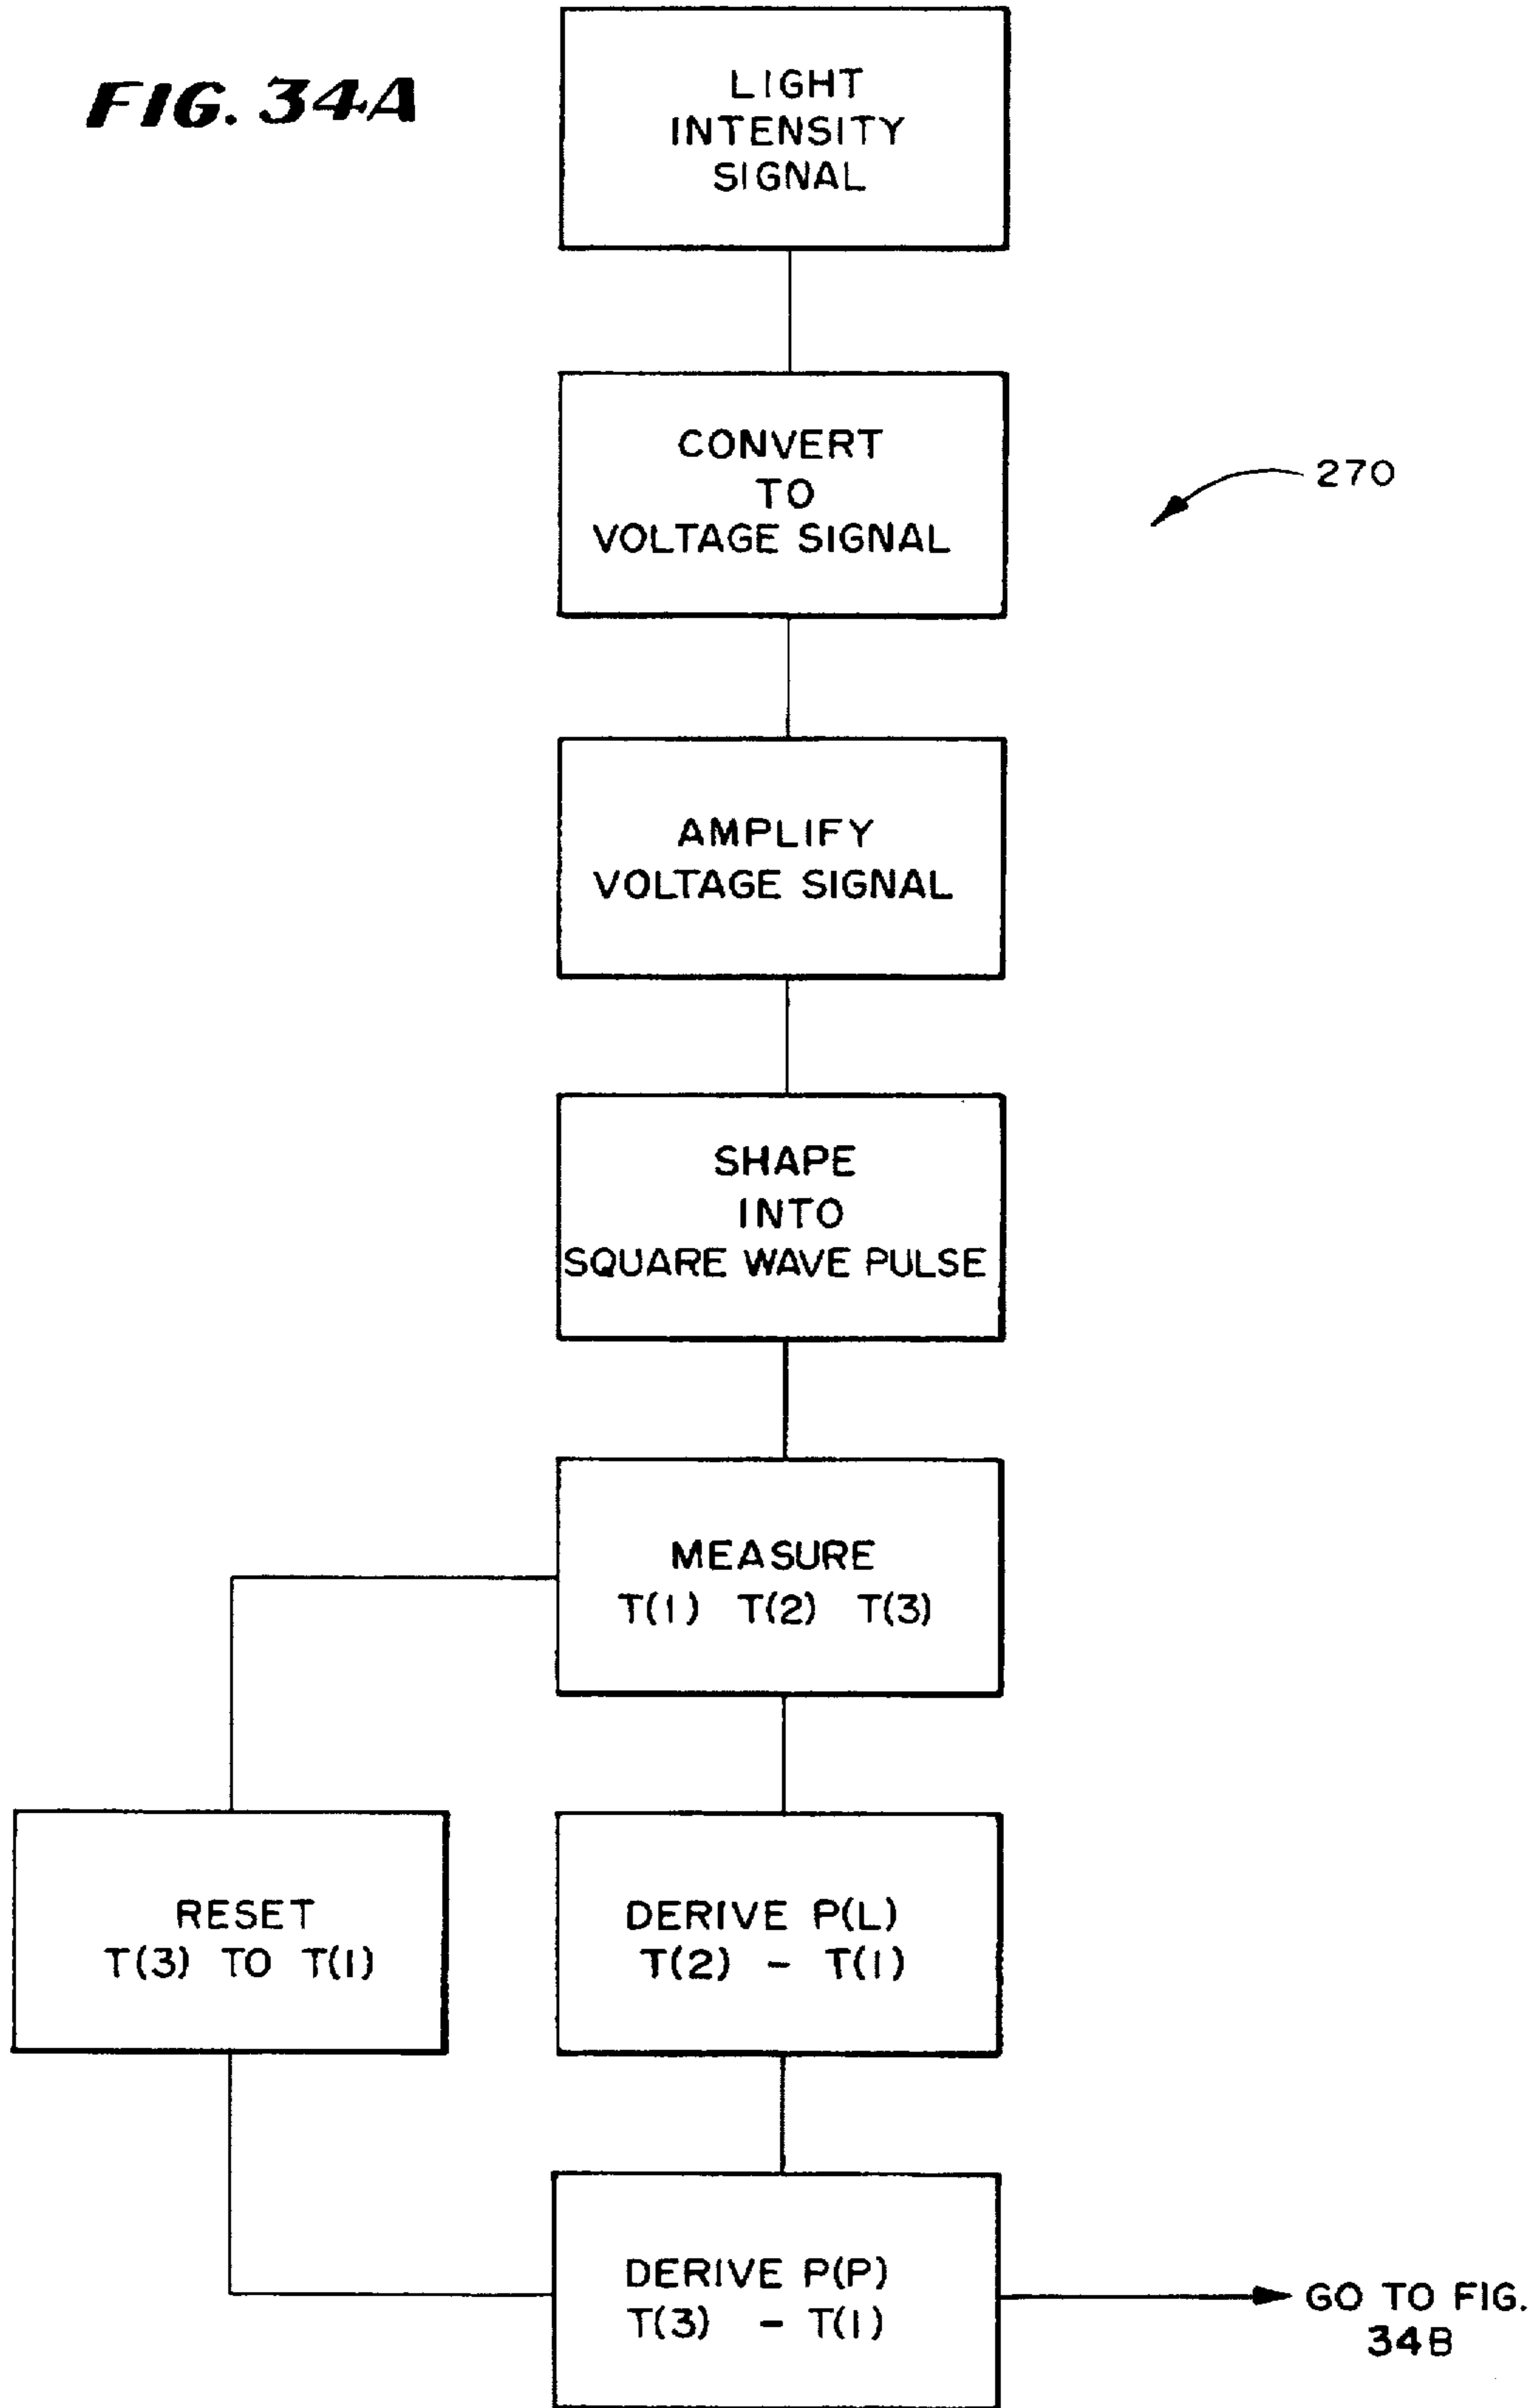 FIG. 34A
LIGHT
INTENSITY
SIGNAL
CONVERT
TO
VOLTAGE SIGNAL
270
AMPLIFY
VOLTAGE SIGNAL
SHAPE
INTO
SQUARE WAVE PULSE
MEASURE
T(1) T(2) T(3)
RESET
T(3) TO T(1)
DERIVE P(L)
T(2) - T(1)
DERIVE P(P)
T(3) - T(1)
GO TO FIG.
34B